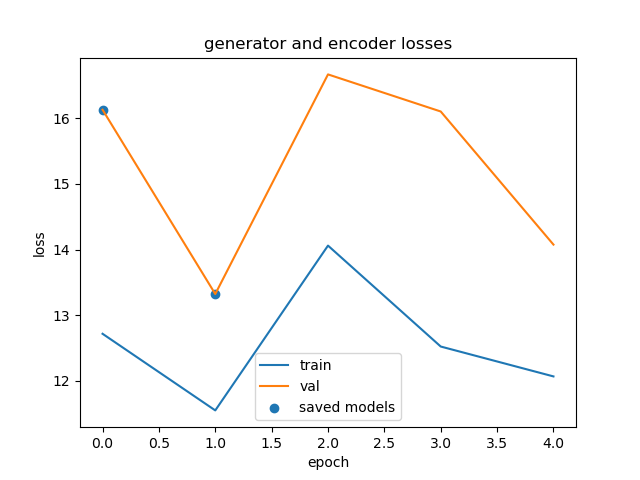 generator and encoder losses
16
15
14
13
12
loss
train
val
saved models
0.0 0.5 1.0 1.5 2.0 2.5 3.0 3.5 4.0
epoch